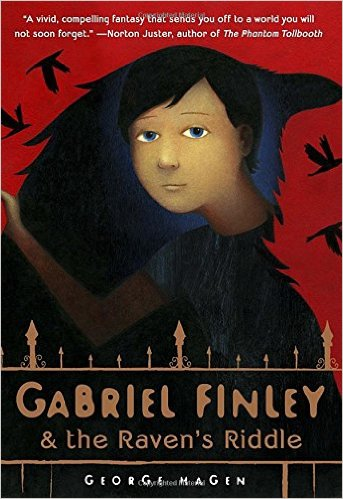 "A vivid, compelling fantasy that sends you off to a world you will
not soon forget." —Norton Juster, author of The Phantom Tollbooth
GABRIEL FINLEY
& the Raven's Riddle
GEORGE HAGEN